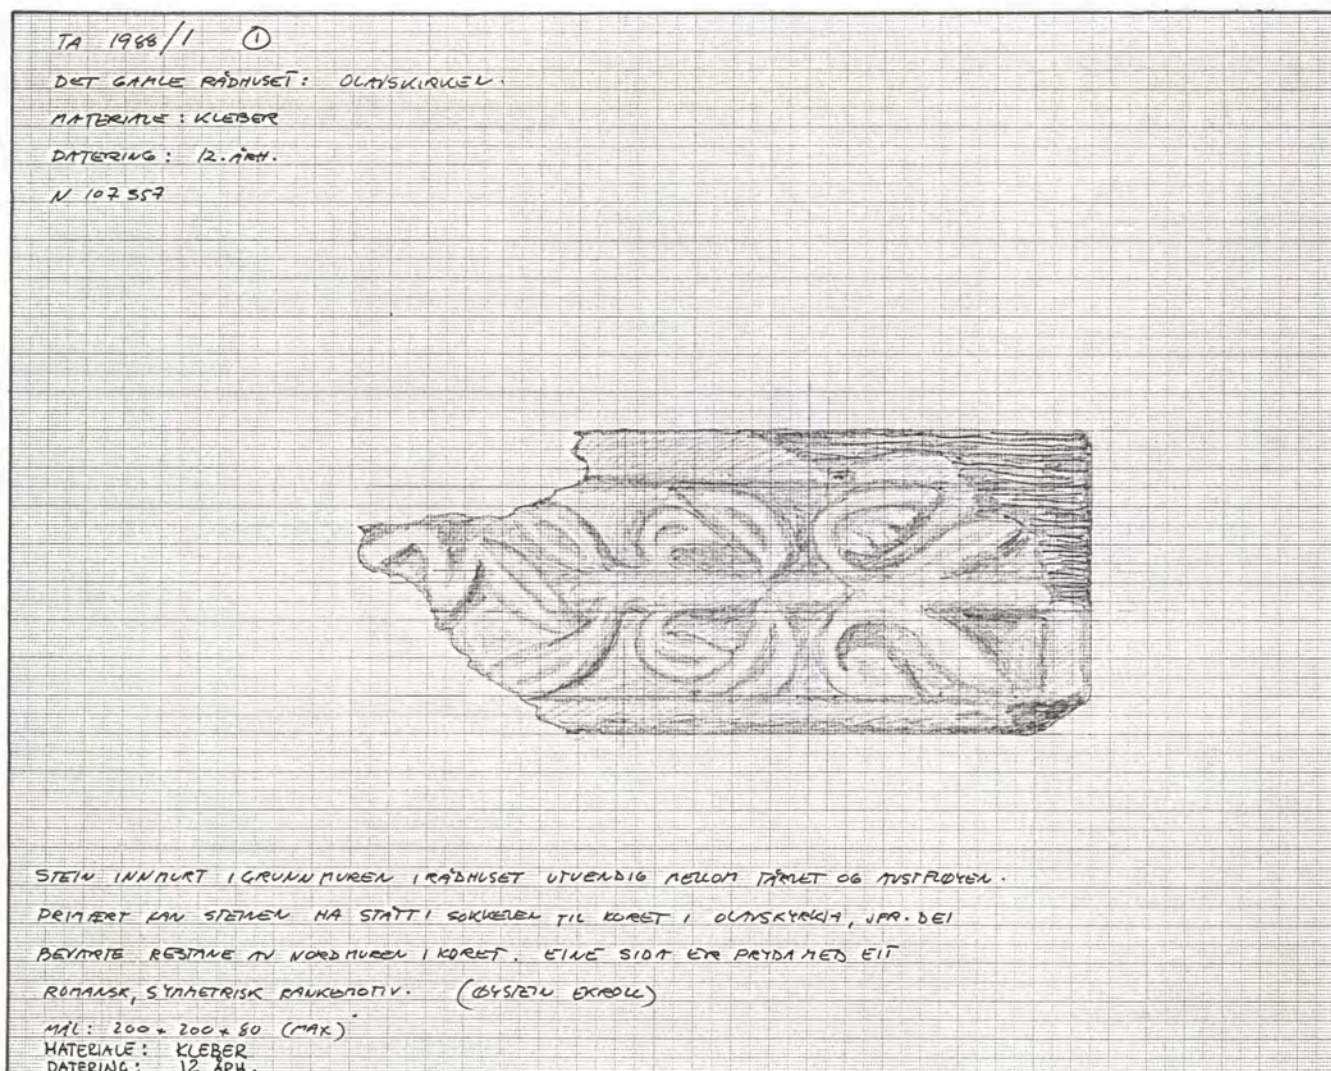 TA 1988/1 ①
DET GAMLE RÅDHUSET: OLAVSKIRKEN.
MATERIALE: KLEBER
DATERING: 12. ÅRH.
N 107357
STEIN INNMURT I GRUNNMUREN I RÅDHUSET UTVENDIG MELLOM TÅRNET OG AUSTFLØYEN.
PRIMÆRT KAN STEINEN HA STÅTT I SOKKELEN TIL KORET I OLAVSKYRKJA, JFR. DEI
BEVARTE RESTANE AV NORDMUREN I KORET. EINE SIDA ER PRYDA MED EIT
ROMANSK, SYMMETRISK RANKEMOTIV. (ØYSTEIN EKROLL)
MÅL: 200 + 200 + 80 (MAX)
MATERIALE: KLEBER
DATERING: 12 ÅRH.